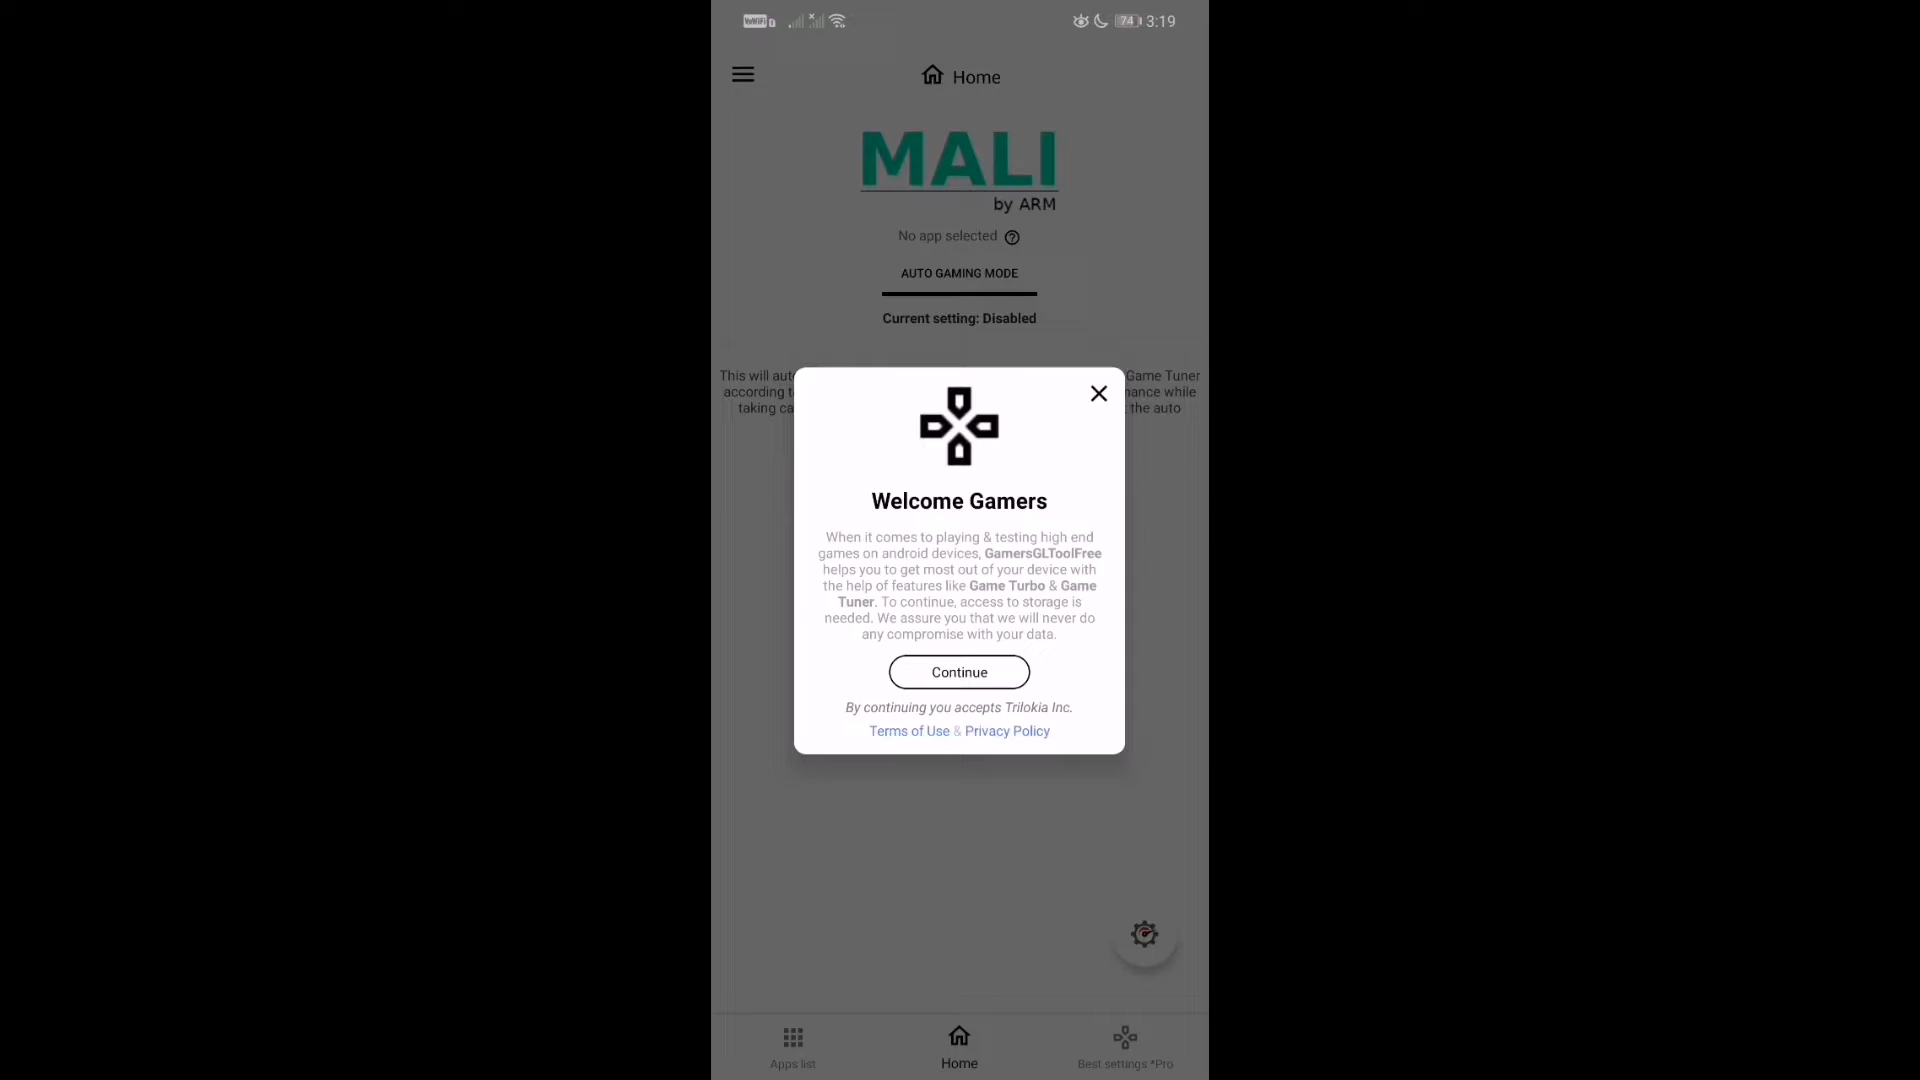 VoWiFi
74 3:19
Home
MALI
by ARM
No app selected
AUTO GAMING MODE
Current setting: Disabled
This will Game Tuner
according while
taking the auto
Welcome Gamers
When it comes to playing & testing high end
games on android devices, GamersGLToolFree
helps you to get most out of your device with
the help of features like Game Turbo & Game
Tuner. To continue, access to storage is
needed. We assure you that we will never do
any compromise with your data.
Continue
By continuing you accepts Trilokia Inc.
Terms of Use & Privacy Policy
Apps list
Home
Best settings *Pro